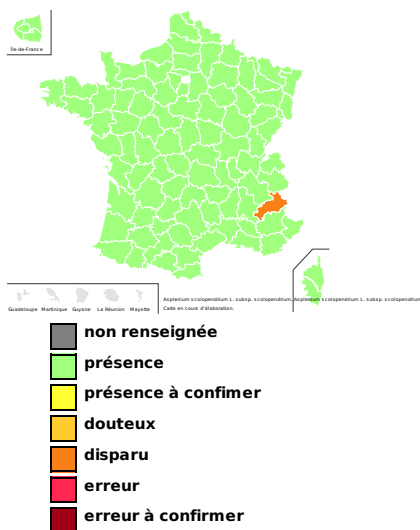 Île-de-France
Guadeloupe Martinique Guyane La Réunion Mayotte
Asplenium scolopendrium L. subsp. scolopendrium, Asplenium scolopendrium L. subsp. scolopendrium
Carte en cours d'élaboration.
non renseignée
présence
présence à confimer
douteux
disparu
erreur
erreur à confirmer